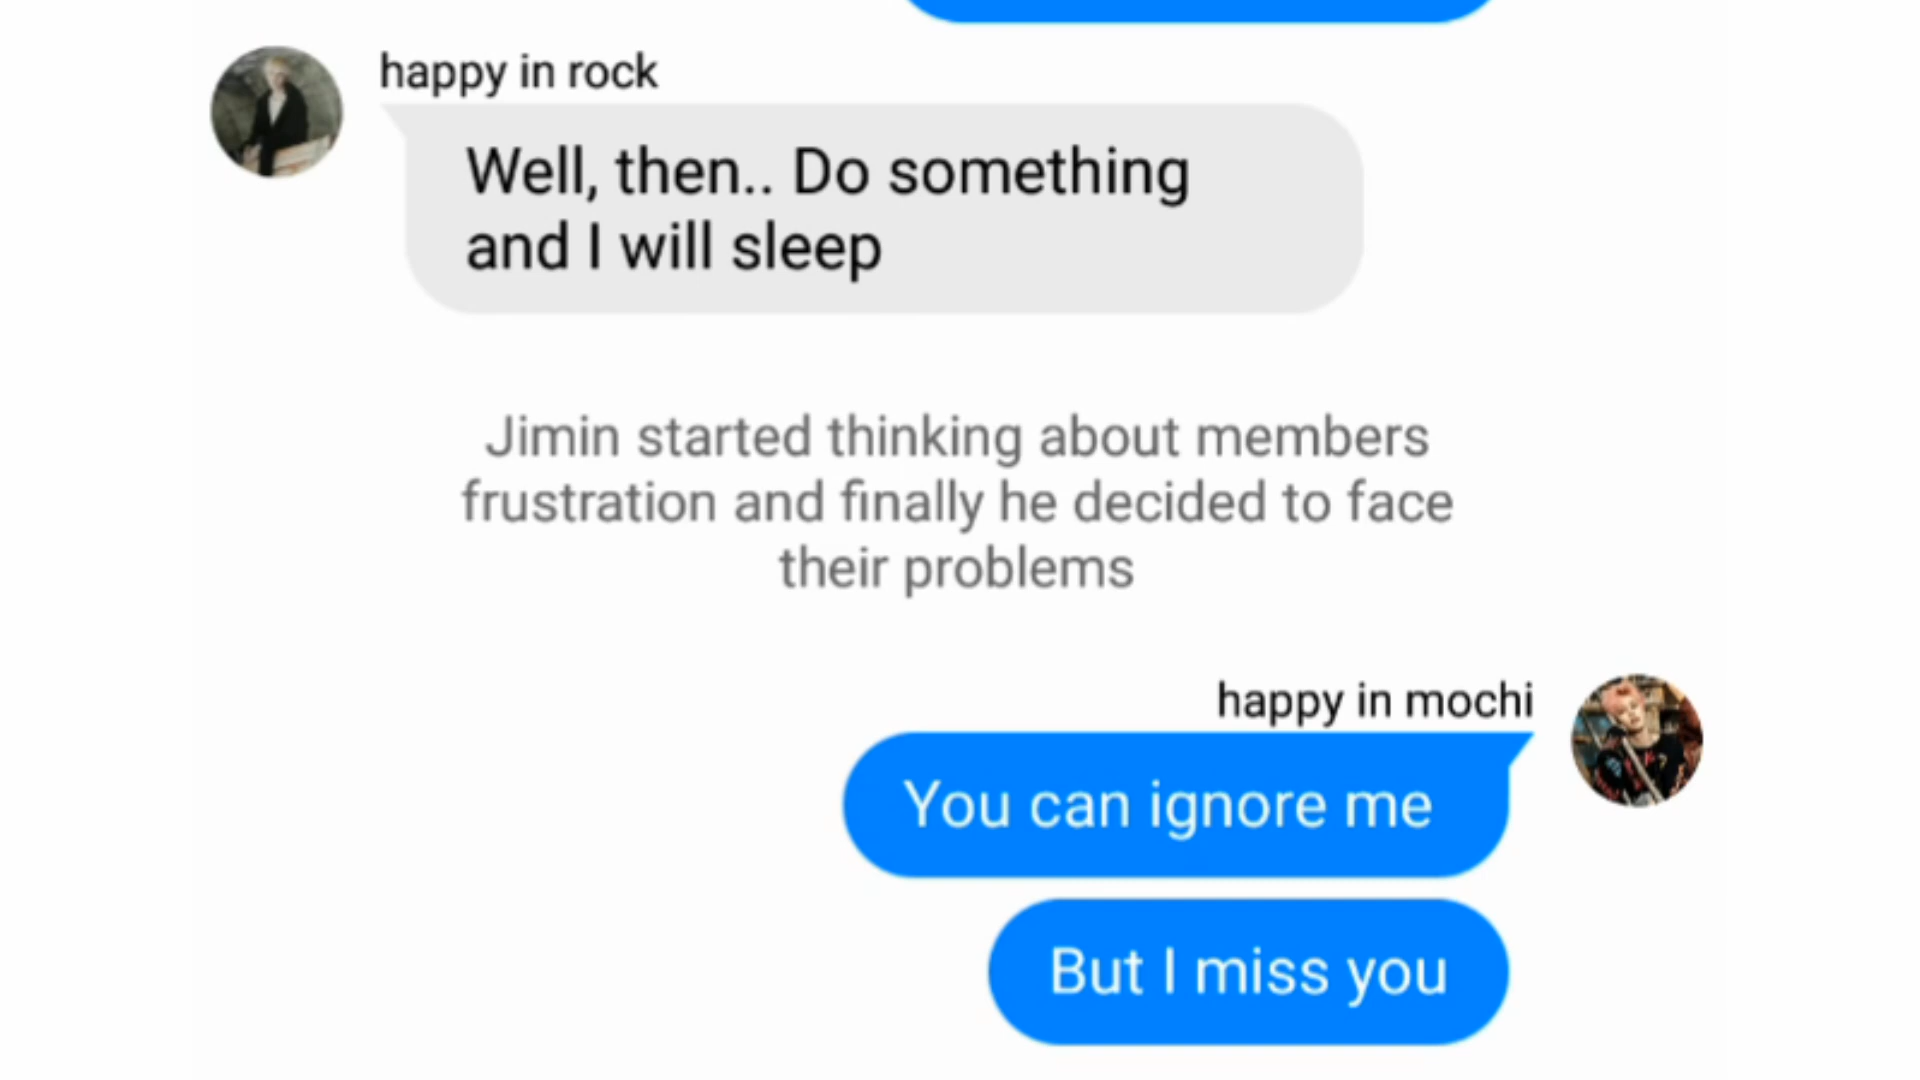 happy in rock
Well, then.. Do something
and I will sleep
Jimin started thinking about members
frustration and finally he decided to face
their problems
happy in mochi
You can ignore me
But I miss you